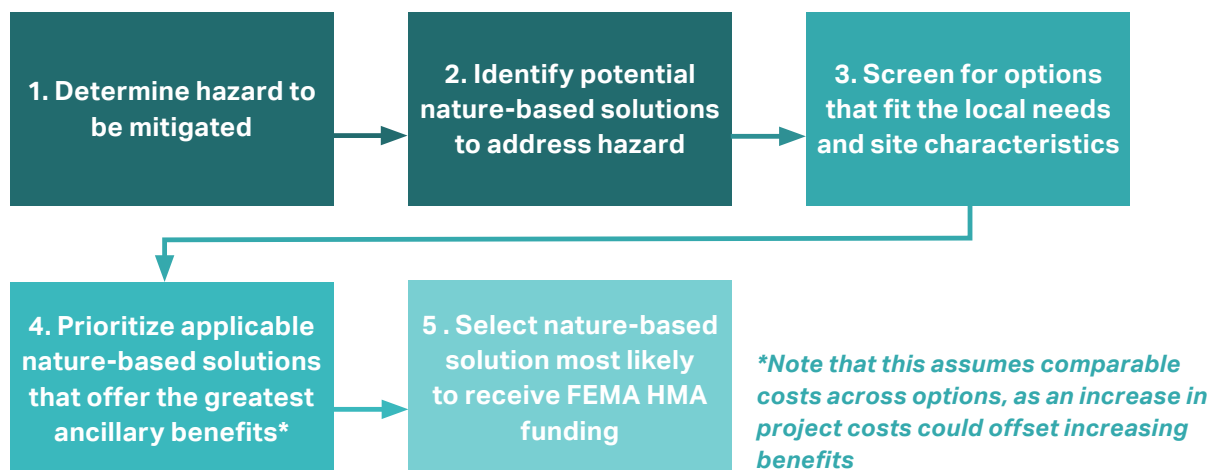 1. Determine hazard to
be mitigated
2. Identify potential
nature-based solutions
to address hazard
3. Screen for options
that fit the local needs
and site characteristics
4. Prioritize applicable
nature-based solutions
that offer the greatest
ancillary benefits*
5 . Select nature-based
solution most likely
to receive FEMA HMA
funding
*Note that this assumes comparable
costs across options, as an increase in
project costs could offset increasing
benefits